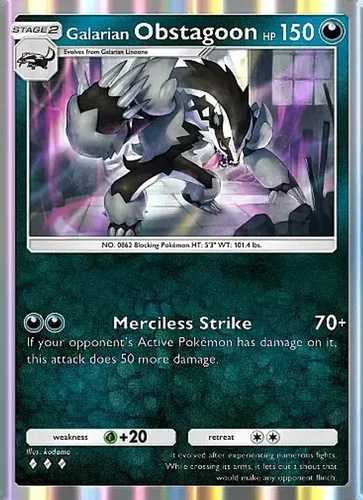 STAGE2
Galarian Obstagoon HP 150
Evolves from Galarian Linoone
NO. 0862 Blocking Pokémon HT: 5'3" WT: 101.4 lbs.
Merciless Strike 70+
If your opponent's Active Pokémon has damage on it,
this attack does 50 more damage.
weakness +20 retreat
Illus. kodama
It evolved after experiencing numerous fights.
While crossing its arms, it lets out a shout that
would make any opponent flinch.